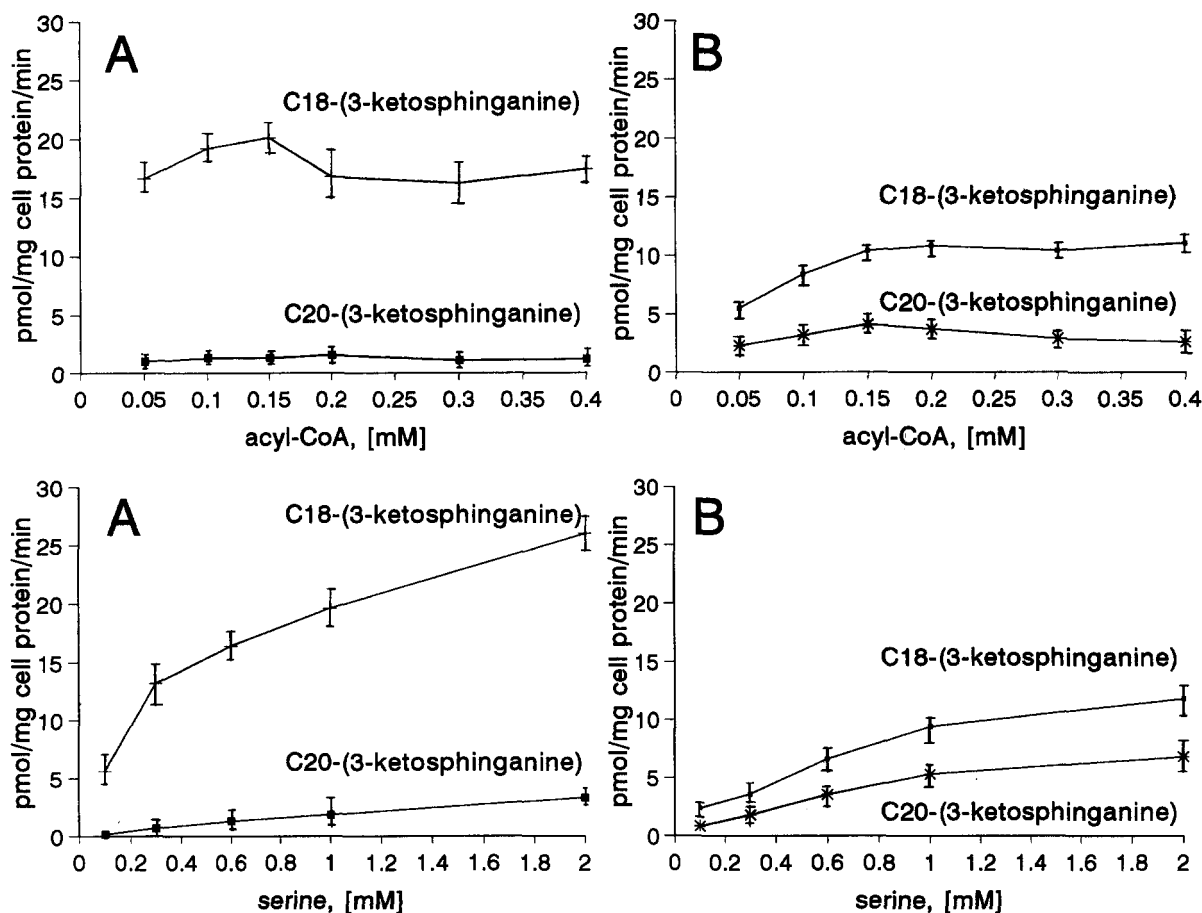 A
pmol/mg cell protein/min
30
25
20
15
10
5
0
C18-(3-ketosphinganine)
C20-(3-ketosphinganine)
0 0.05 0.1 0.15 0.2 0.25 0.3 0.35 0.4
acyl-CoA, [mM]
B
pmol/mg cell protein/min
30
25
20
15
10
5
0
C18-(3-ketosphinganine)
C20-(3-ketosphinganine)
0 0.05 0.1 0.15 0.2 0.25 0.3 0.35 0.4
acyl-CoA, [mM]
A
pmol/mg cell protein/min
30
25
20
15
10
5
0
C18-(3-ketosphinganine)
C20-(3-ketosphinganine)
0 0.2 0.4 0.6 0.8 1 1.2 1.4 1.6 1.8 2
serine, [mM]
B
pmol/mg cell protein/min
30
25
20
15
10
5
0
C18-(3-ketosphinganine)
C20-(3-ketosphinganine)
0 0.2 0.4 0.6 0.8 1 1.2 1.4 1.6 1.8 2
serine, [mM]